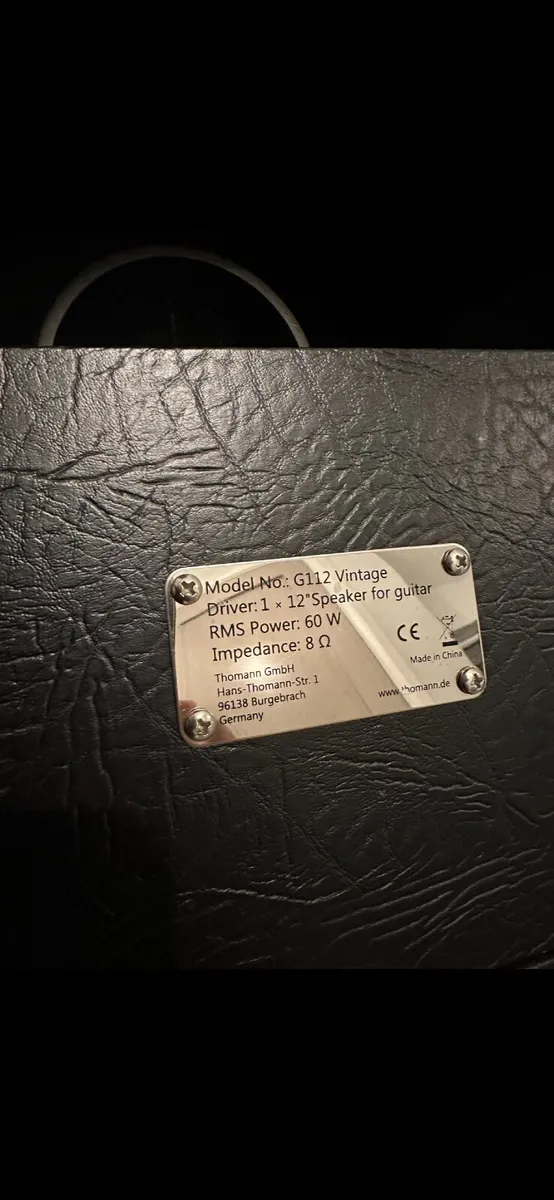 Model No.: G112 Vintage
Driver: 1 × 12"Speaker for guitar
RMS Power: 60 W
Impedance: 8 Ω
CE
Thomann GmbH
Hans-Thomann-Str. 1
96138 Burgebrach
Germany
Made in China
www.thomann.de